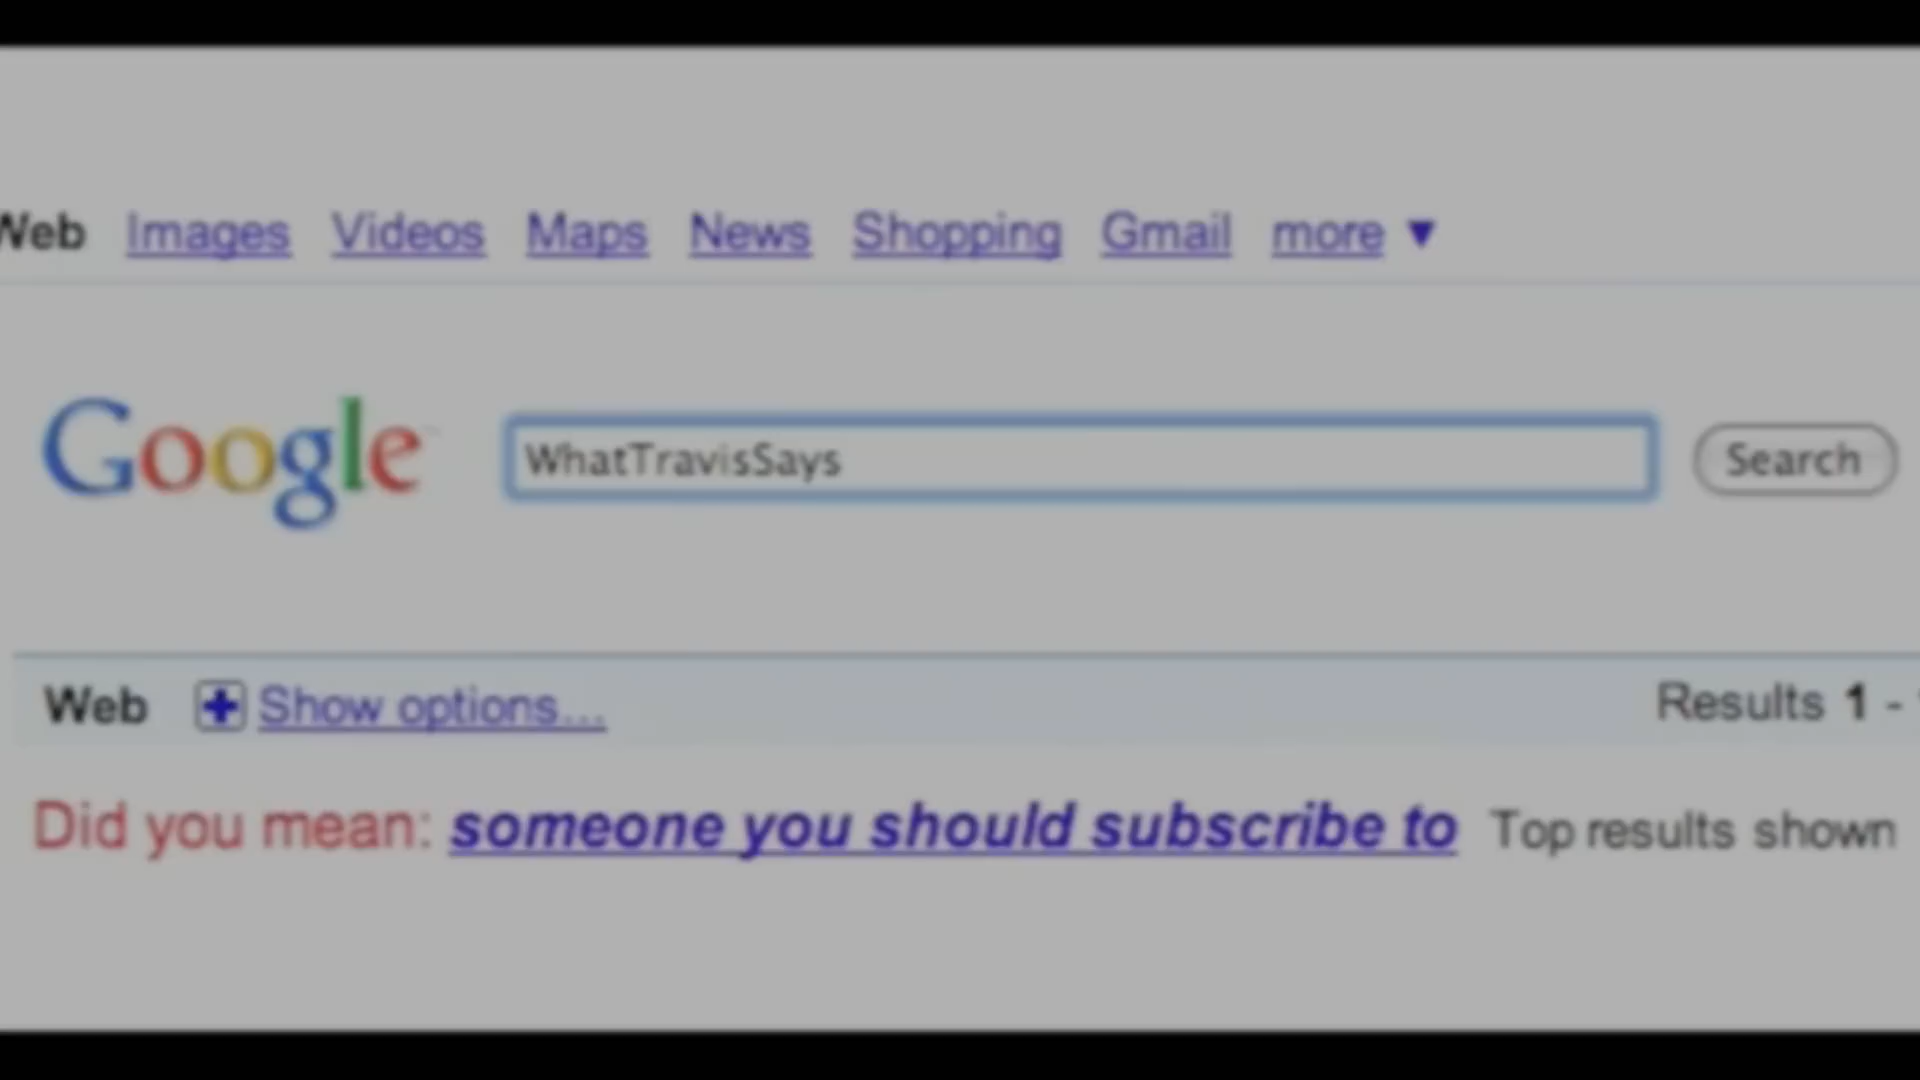 Web Images Videos Maps News Shopping Gmail more ▼
Google WhatTravisSays Search
Web Show options... Results 1 -
Did you mean: someone you should subscribe to Top results shown